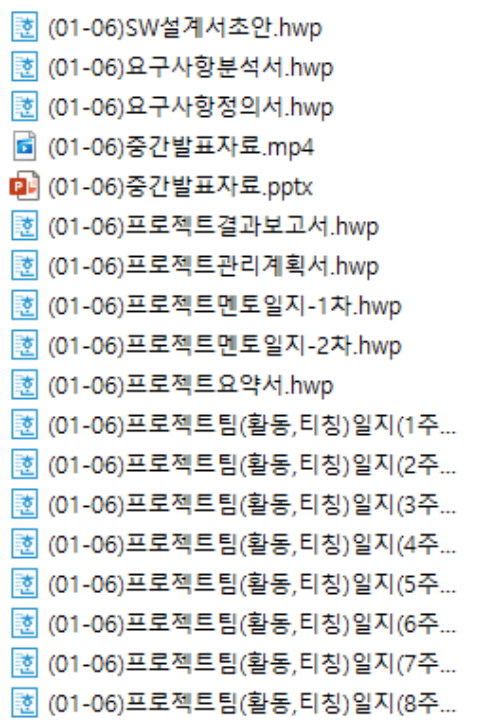 (01-06)SW설계서초안.hwp
(01-06)요구사항분석서.hwp
(01-06)요구사항정의서.hwp
(01-06)중간발표자료.mp4
(01-06)중간발표자료.pptx
(01-06)프로젝트결과보고서.hwp
(01-06)프로젝트관리계획서.hwp
(01-06)프로젝트멘토일지-1차.hwp
(01-06)프로젝트멘토일지-2차.hwp
(01-06)프로젝트요약서.hwp
(01-06)프로젝트팀(활동,티칭)일지(1주...
(01-06)프로젝트팀(활동,티칭)일지(2주...
(01-06)프로젝트팀(활동,티칭)일지(3주...
(01-06)프로젝트팀(활동,티칭)일지(4주...
(01-06)프로젝트팀(활동,티칭)일지(5주...
(01-06)프로젝트팀(활동,티칭)일지(6주...
(01-06)프로젝트팀(활동,티칭)일지(7주...
(01-06)프로젝트팀(활동,티칭)일지(8주...